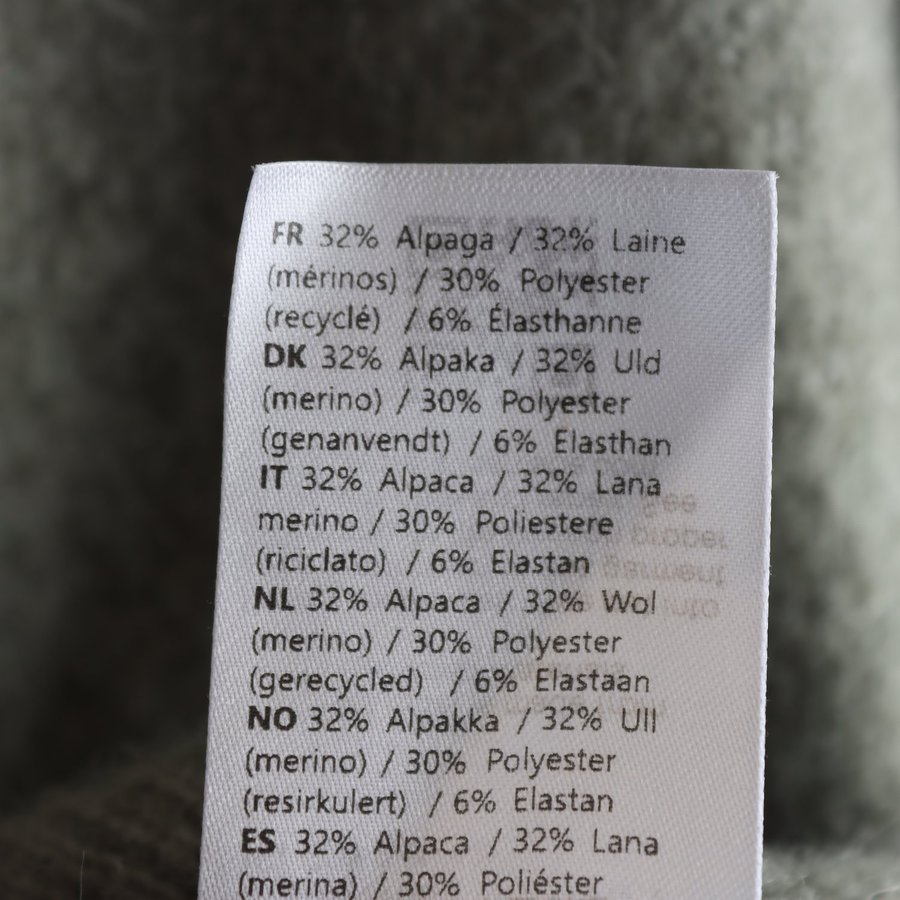 FR 32% Alpaga / 32% Laine
(mérinos) / 30% Polyester
(recyclé) / 6% Élasthanne
DK 32% Alpaka / 32% Uld
(merino) / 30% Polyester
(genanvendt) / 6% Elasthan
IT 32% Alpaca / 32% Lana
merino / 30% Poliestere
(riciclato) / 6% Elastan
NL 32% Alpaca / 32% Wol
(merino) / 30% Polyester
(gerecycled) / 6% Elastaan
NO 32% Alpakka / 32% Ull
(merino) / 30% Polyester
(resirkulert) / 6% Elastan
ES 32% Alpaca / 32% Lana
(merina) / 30% Poliéster